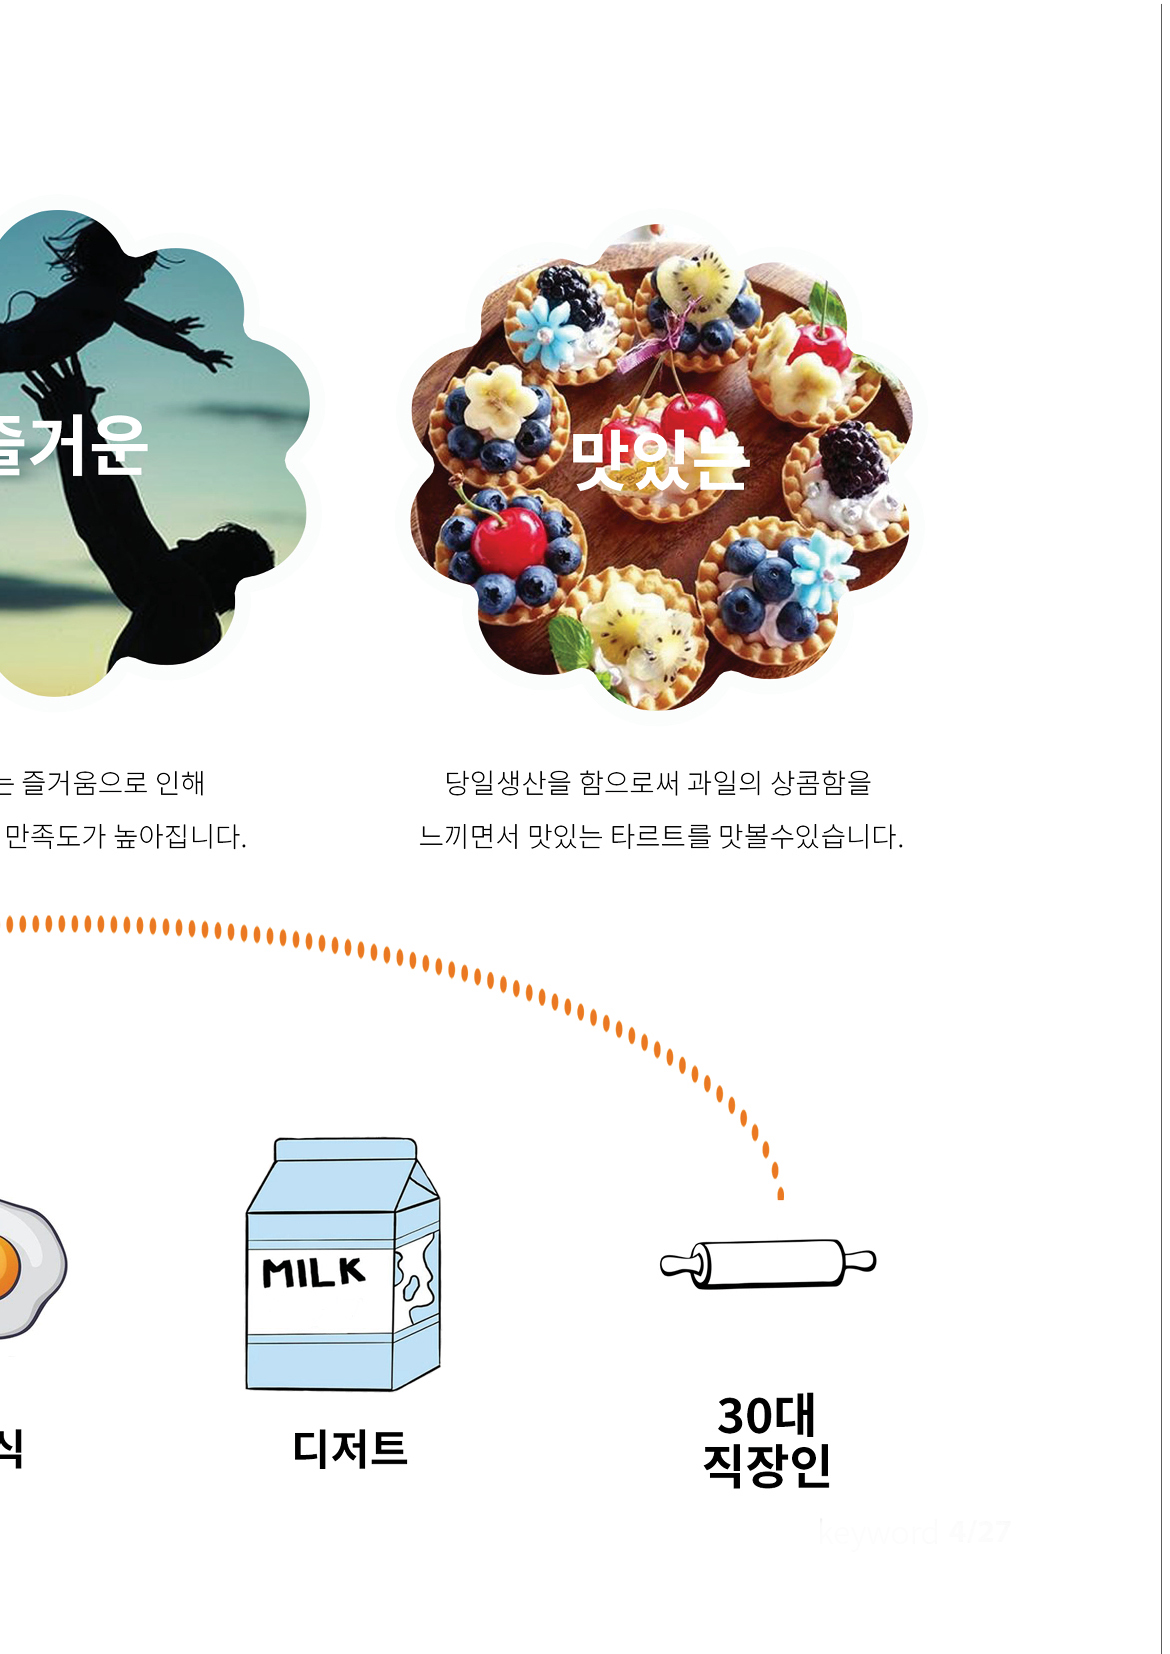 즐거운
맛있는
는 즐거움으로 인해
만족도가 높아집니다.
당일생산을 함으로써 과일의 상콤함을
느끼면서 맛있는 타르트를 맛볼수있습니다.
MILK
식
디저트
30대
직장인
keyword 4/27